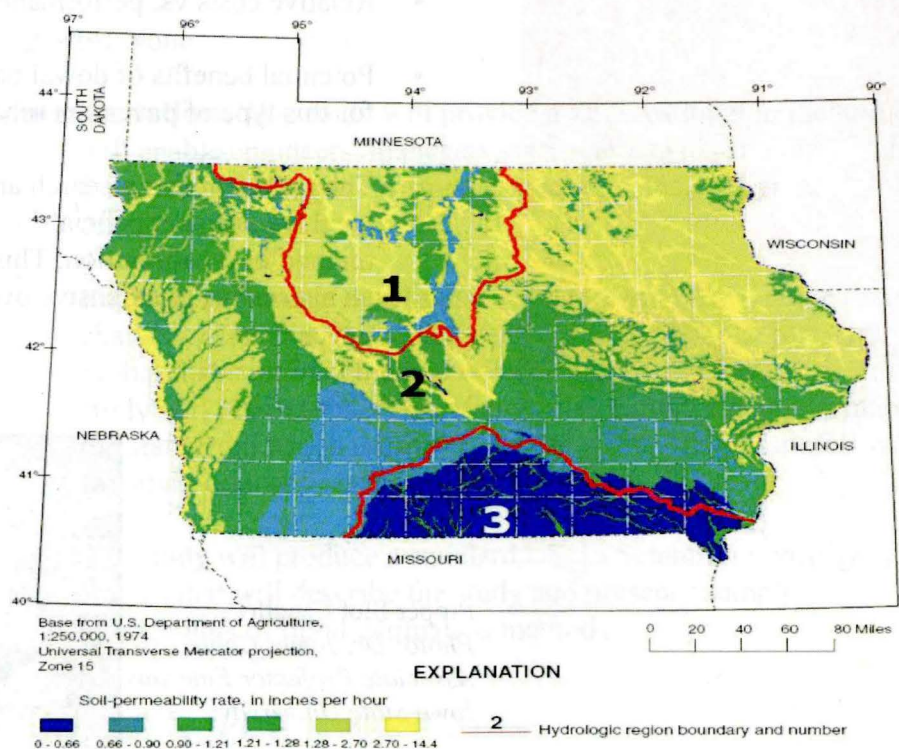 97°
96°
95°
94°
93°
92°
91°
90°
44°
SOUTH
DAKOTA
MINNESOTA
43°
WISCONSIN
1
42°
2
NEBRASKA
ILLINOIS
41°
3
MISSOURI
40°
Base from U.S. Department of Agriculture,
1:250,000, 1974
Universal Transverse Mercator projection,
Zone 15
0 20 40 60 80 Miles
EXPLANATION
Soil-permeability rate, in inches per hour
0 - 0.66 0.66 - 0.90 0.90 - 1.21 1.21 - 1.28 1.28 - 2.70 2.70 - 14.4
2 Hydrologic region boundary and number